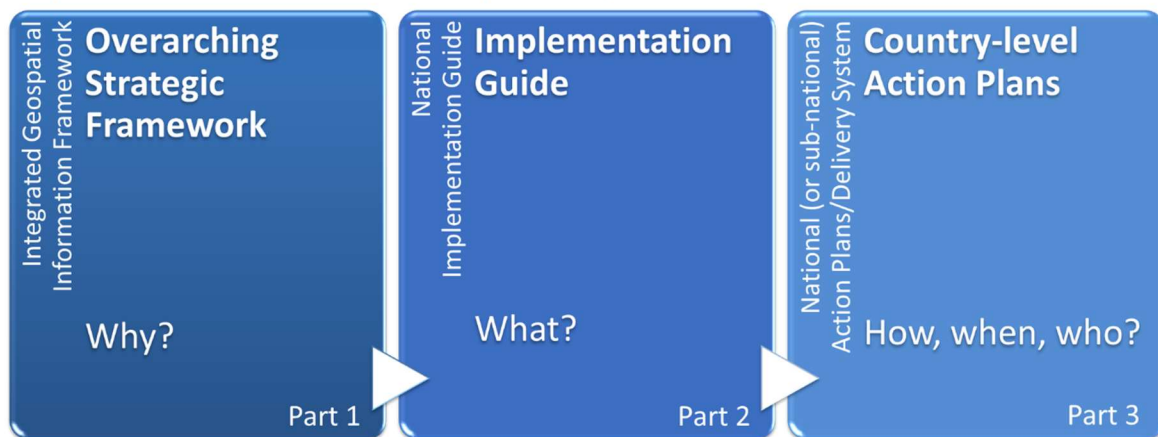 Integrated Geospatial
Information Framework
Overarching
Strategic
Framework
Why?
Part 1
National
Implementation Guide
Implementation
Guide
What?
Part 2
National (or sub-national)
Action Plans/Delivery System
Country-level
Action Plans
How, when, who?
Part 3